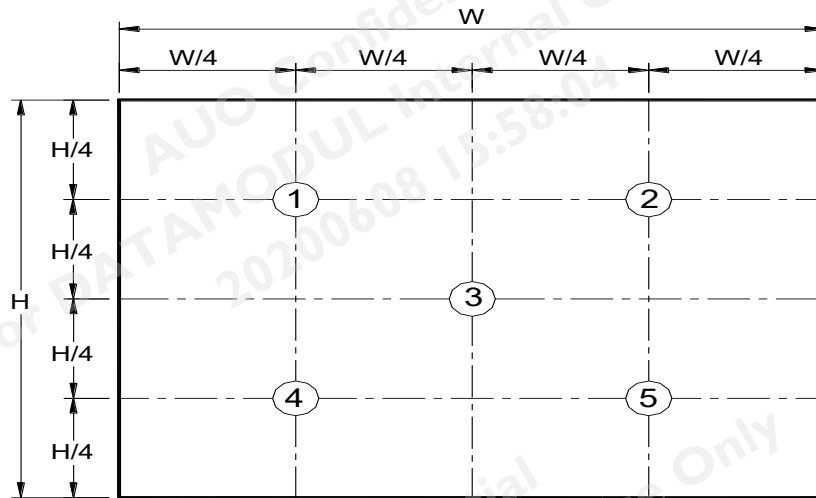 W
W/4 W/4 W/4 W/4
H/4
1 2
H/4
H
3
H/4
4 5
H/4
AUO Confidential
For DATAMODUL Internal
20200608 15:58:04
Only